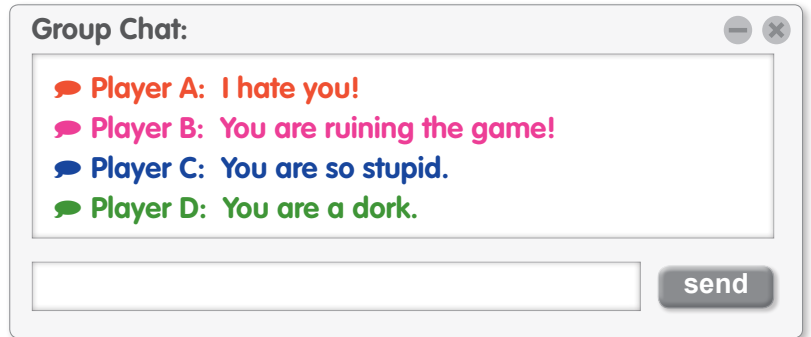 Group Chat:
Player A: I hate you!
Player B: You are ruining the game!
Player C: You are so stupid.
Player D: You are a dork.
send